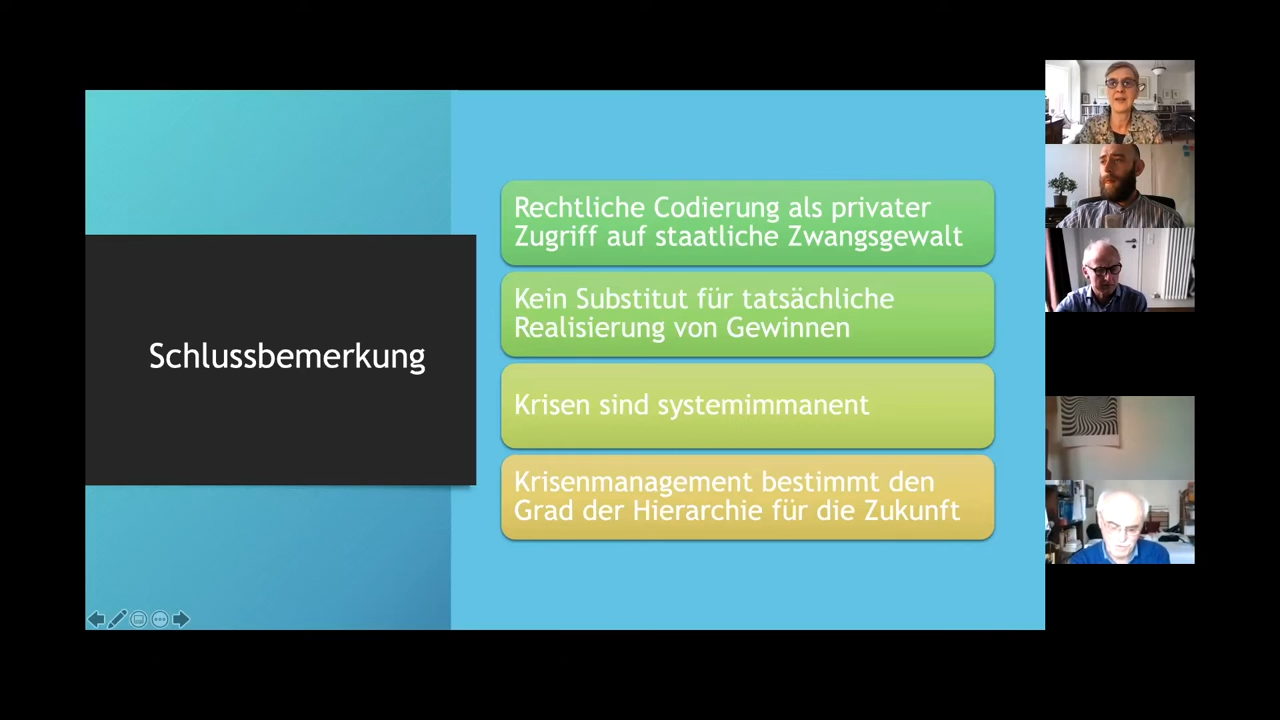 Schlussbemerkung
Rechtliche Codierung als privater
Zugriff auf staatliche Zwangsgewalt
Kein Substitut für tatsächliche
Realisierung von Gewinnen
Krisen sind systemimmanent
Krisenmanagement bestimmt den
Grad der Hierarchie für die Zukunft